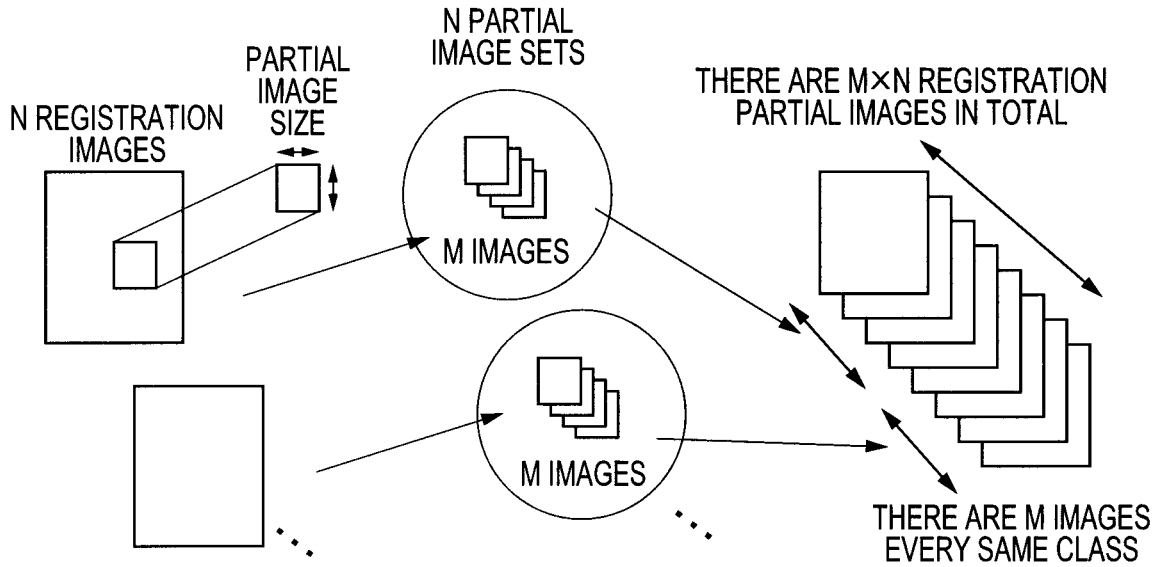 N REGISTRATION
IMAGES
PARTIAL
IMAGE
SIZE
N PARTIAL
IMAGE SETS
M IMAGES
M IMAGES
THERE ARE M×N REGISTRATION
PARTIAL IMAGES IN TOTAL
THERE ARE M IMAGES
EVERY SAME CLASS